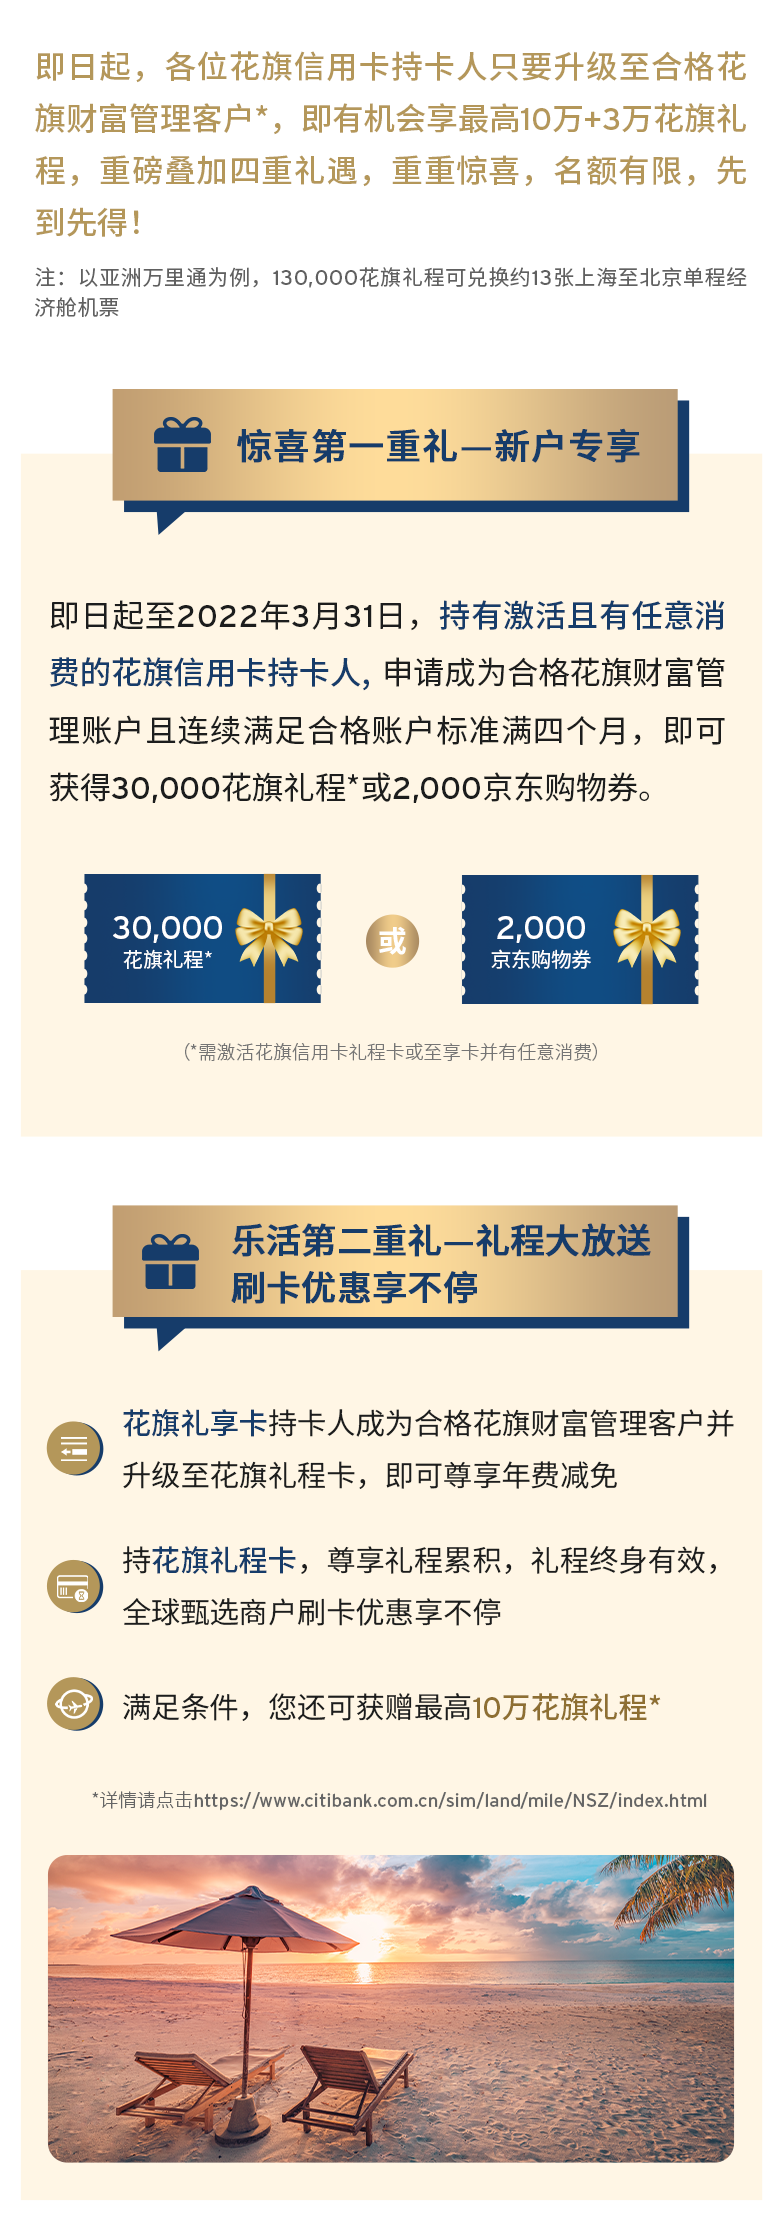 即日起，各位花旗信用卡持卡人只要升级至合格花
旗财富管理客户*，即有机会享最高10万+3万花旗礼
程，重磅叠加四重礼遇，重重惊喜，名额有限，先
到先得！
注：以亚洲万里通为例，130,000花旗礼程可兑换约13张上海至北京单程经
济舱机票
惊喜第一重礼—新户专享
即日起至2022年3月31日，持有激活且有任意消
费的花旗信用卡持卡人, 申请成为合格花旗财富管
理账户且连续满足合格账户标准满四个月，即可
获得30,000花旗礼程*或2,000京东购物券。
30,000
花旗礼程*
或
2,000
京东购物券
（*需激活花旗信用卡礼程卡或至享卡并有任意消费）
乐活第二重礼—礼程大放送
刷卡优惠享不停
花旗礼享卡持卡人成为合格花旗财富管理客户并
升级至花旗礼程卡，即可尊享年费减免
持花旗礼程卡，尊享礼程累积，礼程终身有效，
全球甄选商户刷卡优惠享不停
满足条件，您还可获赠最高10万花旗礼程*
*详情请点击https://www.citibank.com.cn/sim/land/mile/NSZ/index.html